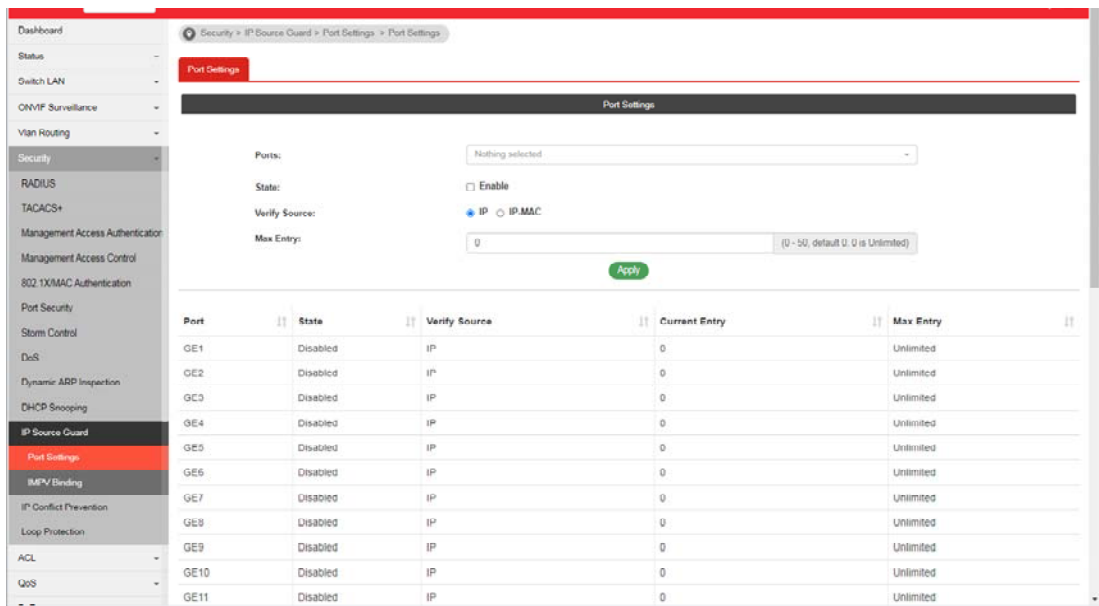 Dashboard
Status
Switch LAN
ONVIF Surveillance
Vlan Routing
Security
RADIUS
TACACS+
Management Access Authentication
Management Access Control
802.1X/MAC Authentication
Port Security
Storm Control
DoS
Dynamic ARP Inspection
DHCP Snooping
IP Source Guard
Port Settings
IMPV Binding
IP Conflict Prevention
Loop Protection
ACL
QoS
Security > IP Source Guard > Port Settings > Port Settings
Port Settings
Port Settings
Ports: Nothing selected
State: Enable
Verify Source: IP IP-MAC
Max Entry: 0 (0 - 50, default 0, 0 is Unlimited)
Apply
Port State Verify Source Current Entry Max Entry
GE1 Disabled IP 0 Unlimited
GE2 Disabled IP 0 Unlimited
GE3 Disabled IP 0 Unlimited
GE4 Disabled IP 0 Unlimited
GE5 Disabled IP 0 Unlimited
GE6 Disabled IP 0 Unlimited
GE7 Disabled IP 0 Unlimited
GE8 Disabled IP 0 Unlimited
GE9 Disabled IP 0 Unlimited
GE10 Disabled IP 0 Unlimited
GE11 Disabled IP 0 Unlimited